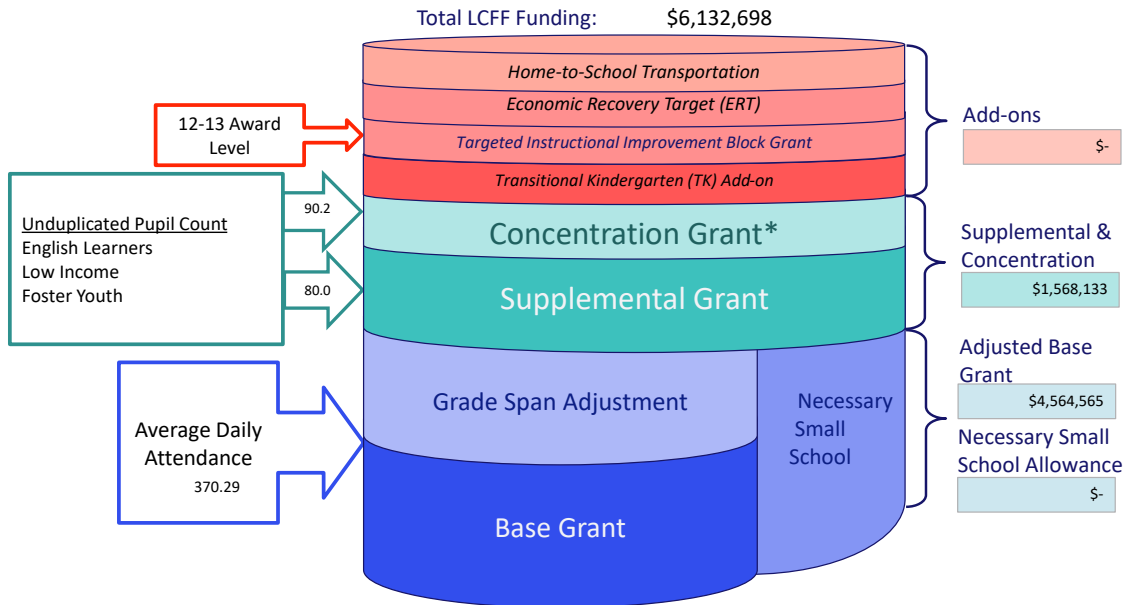 Total LCFF Funding: $6,132,698
Home-to-School Transportation
Economic Recovery Target (ERT)
Targeted Instructional Improvement Block Grant
Transitional Kindergarten (TK) Add-on
Concentration Grant*
Supplemental Grant
Grade Span Adjustment
Base Grant
Necessary
Small
School
12-13 Award
Level
Unduplicated Pupil Count
English Learners
Low Income
Foster Youth
90.2
80.0
Average Daily
Attendance
370.29
Add-ons
$-
Supplemental &
Concentration
$1,568,133
Adjusted Base
Grant
$4,564,565
Necessary Small
School Allowance
$-